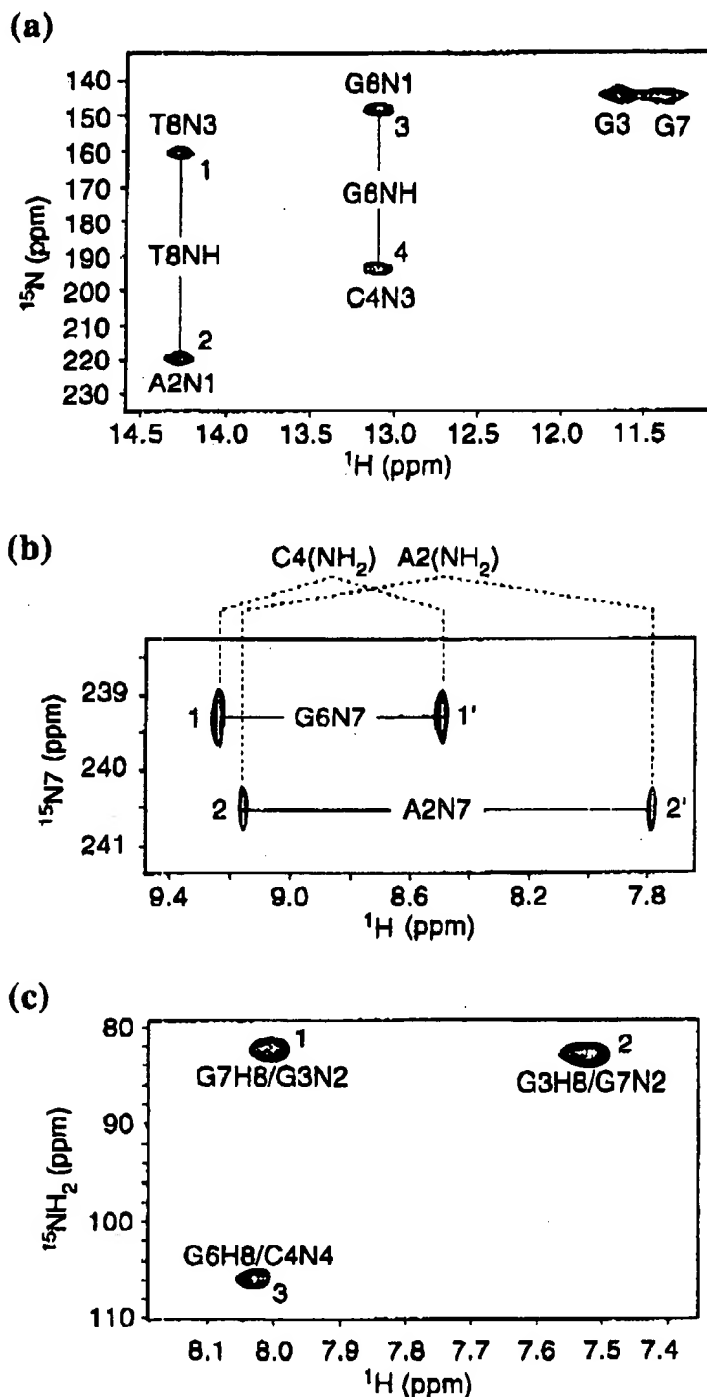 (a)
140
150
160
170
180
190
200
210
220
230
¹⁵N (ppm)
T8N3
1
T8NH
2
A2N1
G6N1
3
G6NH
4
C4N3
G3 G7
14.5 14.0 13.5 13.0 12.5 12.0 11.5
¹H (ppm)
(b)
C4(NH₂) A2(NH₂)
239
240
241
¹⁵N7 (ppm)
1 G6N7 1'
2 A2N7 2'
9.4 9.0 8.6 8.2 7.8
¹H (ppm)
(c)
80
90
100
110
¹⁵NH₂ (ppm)
1
G7H8/G3N2
2
G3H8/G7N2
G6H8/C4N4
3
8.1 8.0 7.9 7.8 7.7 7.6 7.5 7.4
¹H (ppm)